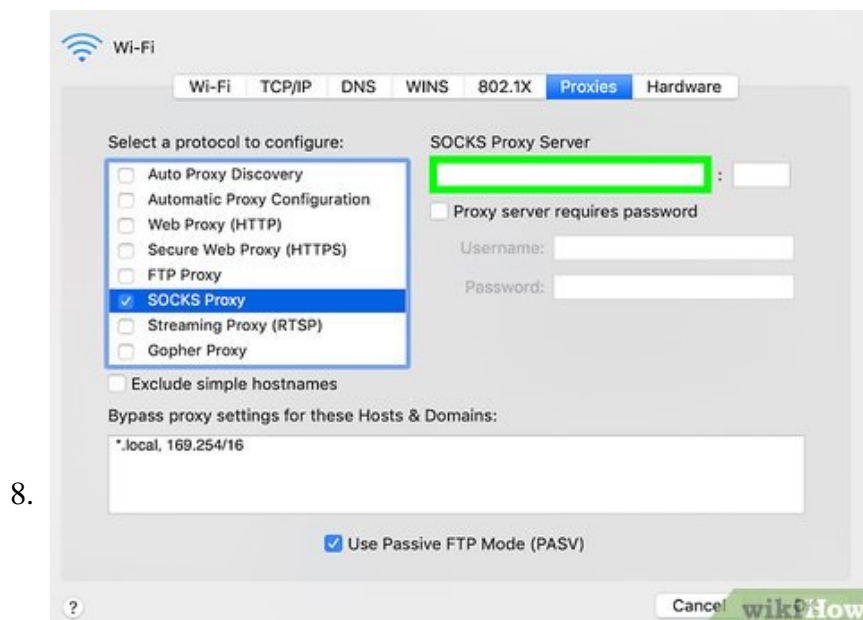 Wi-Fi
Wi-Fi TCP/IP DNS WINS 802.1X Proxies Hardware
Select a protocol to configure:
Auto Proxy Discovery
Automatic Proxy Configuration
Web Proxy (HTTP)
Secure Web Proxy (HTTPS)
FTP Proxy
SOCKS Proxy
Streaming Proxy (RTSP)
Gopher Proxy
Exclude simple hostnames
SOCKS Proxy Server
:
Proxy server requires password
Username:
Password:
Bypass proxy settings for these Hosts & Domains:
*.local, 169.254/16
8.
Use Passive FTP Mode (PASV)
?
Cancel
wikiHow